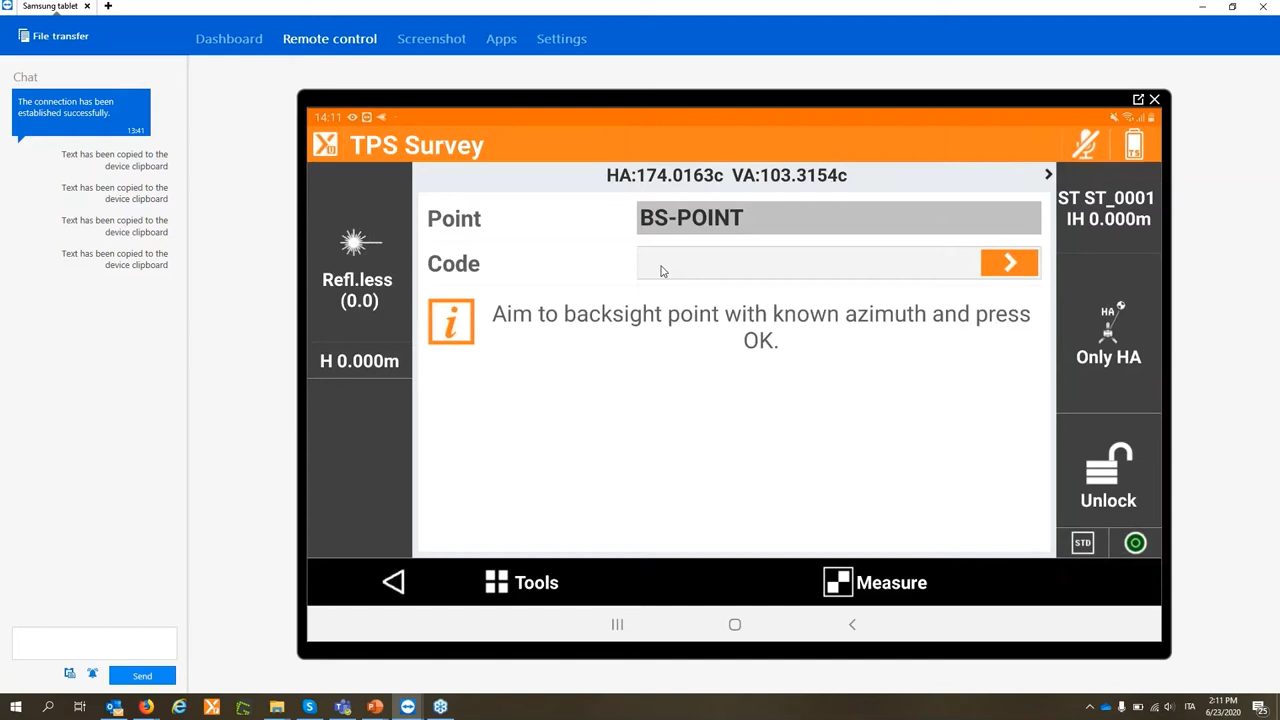 Samsung tablet
File transfer
Dashboard
Remote control
Screenshot
Apps
Settings
Chat
The connection has been
established successfully.
13:41
Text has been copied to the
device clipboard
Text has been copied to the
device clipboard
Text has been copied to the
device clipboard
Text has been copied to the
device clipboard
Send
14:11
TPS Survey
TS
HA:174.0163c VA:103.3154c
Refl.less
(0.0)
H 0.000m
Point
BS-POINT
Code
i
Aim to backsight point with known azimuth and press
OK.
ST ST_0001
IH 0.000m
HA
Only HA
Unlock
STD
Tools
Measure
ITA
2:11 PM
6/23/2020
25